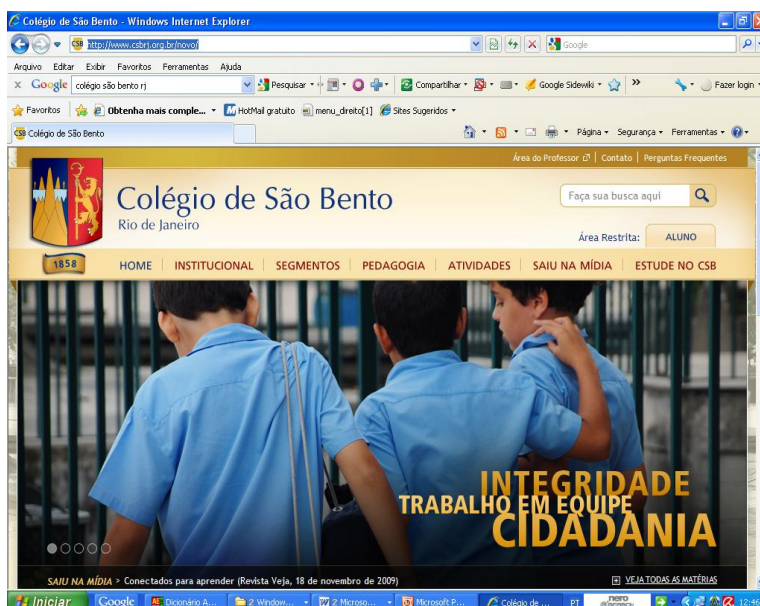 Colégio de São Bento - Windows Internet Explorer
CSB http://www.csbrj.org.br/novo/
Google
Arquivo Editar Exibir Favoritos Ferramentas Ajuda
x Google colégio são bento rj Pesquisar Compartilhar Google Sidewiki >> Fazer login
Favoritos Obtenha mais comple... HotMail gratuito menu_direito[1] Sites Sugeridos
CSB Colégio de São Bento Página Segurança Ferramentas
Área do Professor | Contato | Perguntas Frequentes
Colégio de São Bento
Rio de Janeiro
Faça sua busca aqui
Área Restrita: ALUNO
1858
HOME | INSTITUCIONAL | SEGMENTOS | PEDAGOGIA | ATIVIDADES | SAIU NA MÍDIA | ESTUDE NO CSB
INTEGRIDADE
TRABALHO EM EQUIPE
CIDADANIA
SAIU NA MÍDIA > Conectados para aprender (Revista Veja, 18 de novembro de 2009) VEJA TODAS AS MATÉRIAS
Iniciar Google Dicionário A... 2 Window... 2 Microso... Microsoft P... Colégio de ... PT nero 12:46